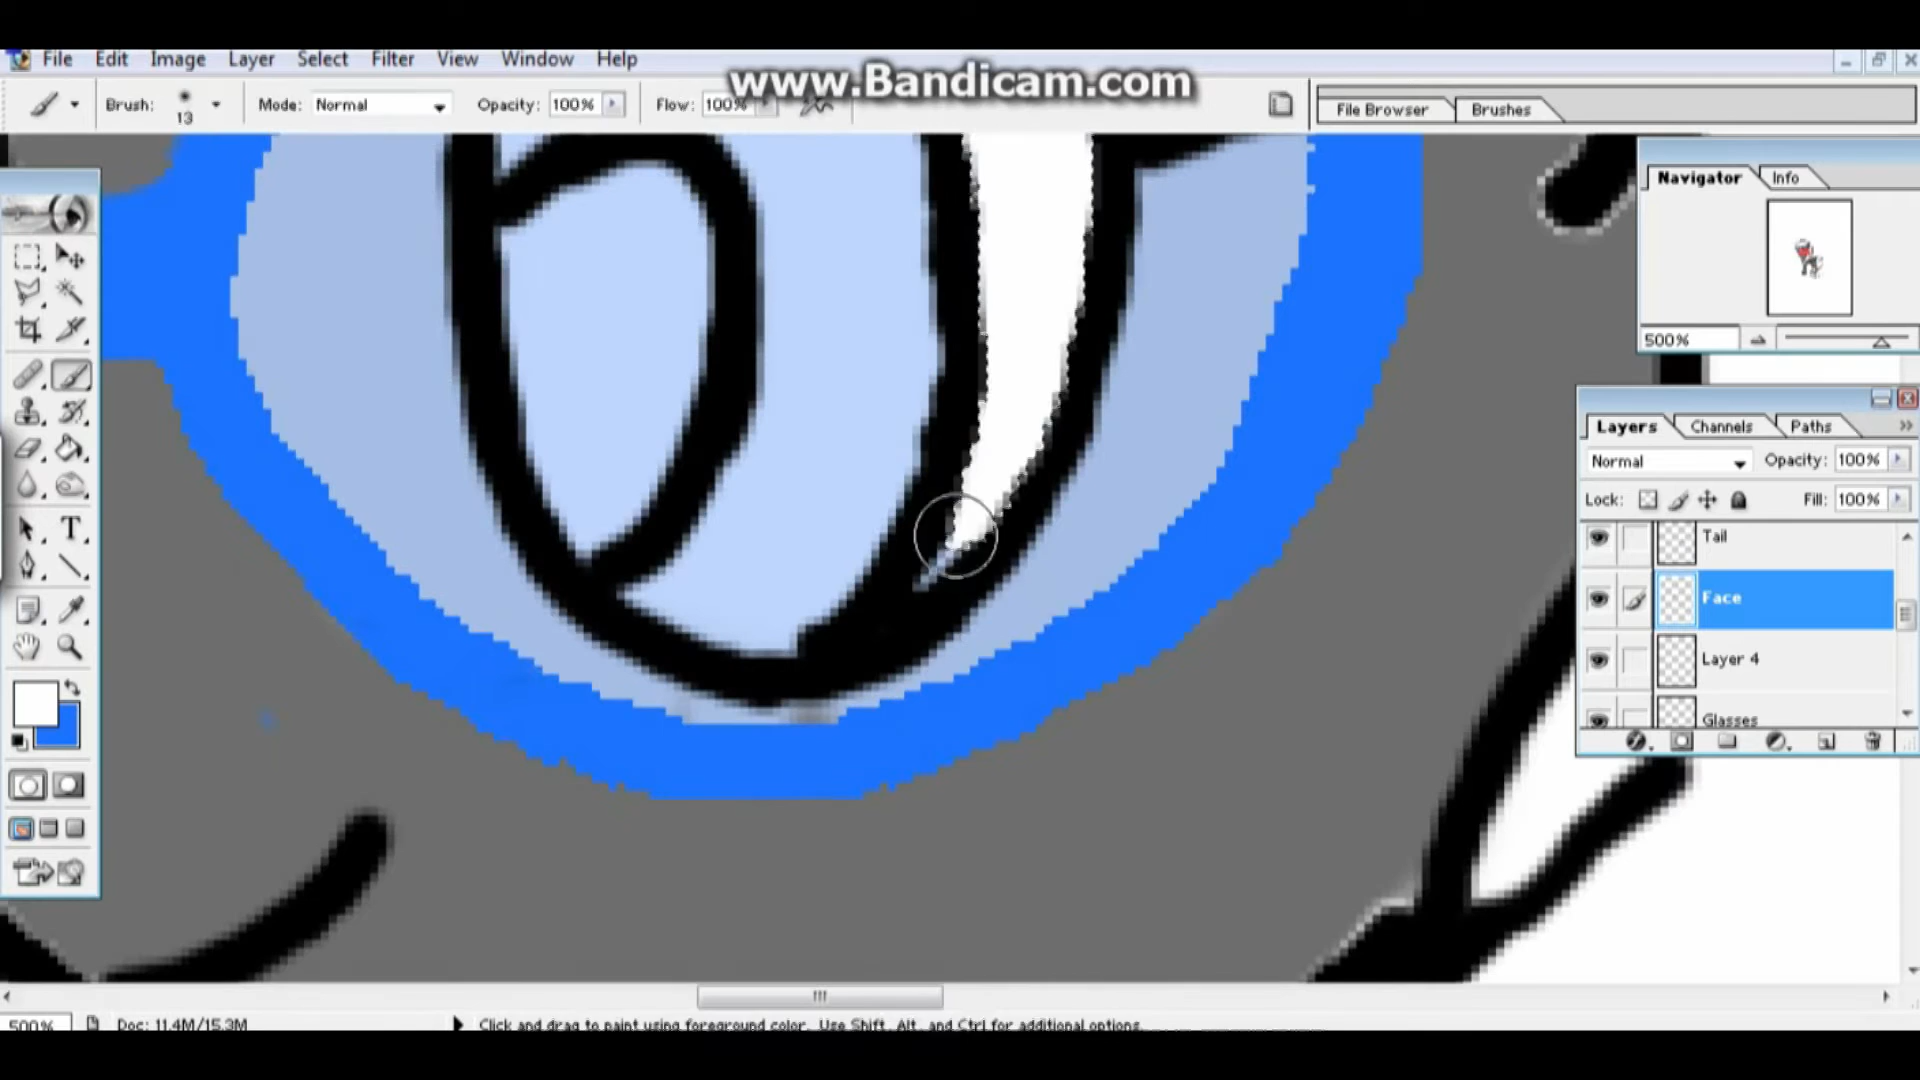 File Edit Image Layer Select Filter View Window Help
www.Bandicam.com
Brush: 13 Mode: Normal Opacity: 100% Flow: 100%
File Browser Brushes
Navigator Info
500%
Layers Channels Paths
Normal Opacity: 100%
Lock: Fill: 100%
Tail
Face
Layer 4
Glasses
T
500% Doc: 11.4M/15.3M Click and drag to paint using foreground color. Use Shift, Alt, and Ctrl for additional options.